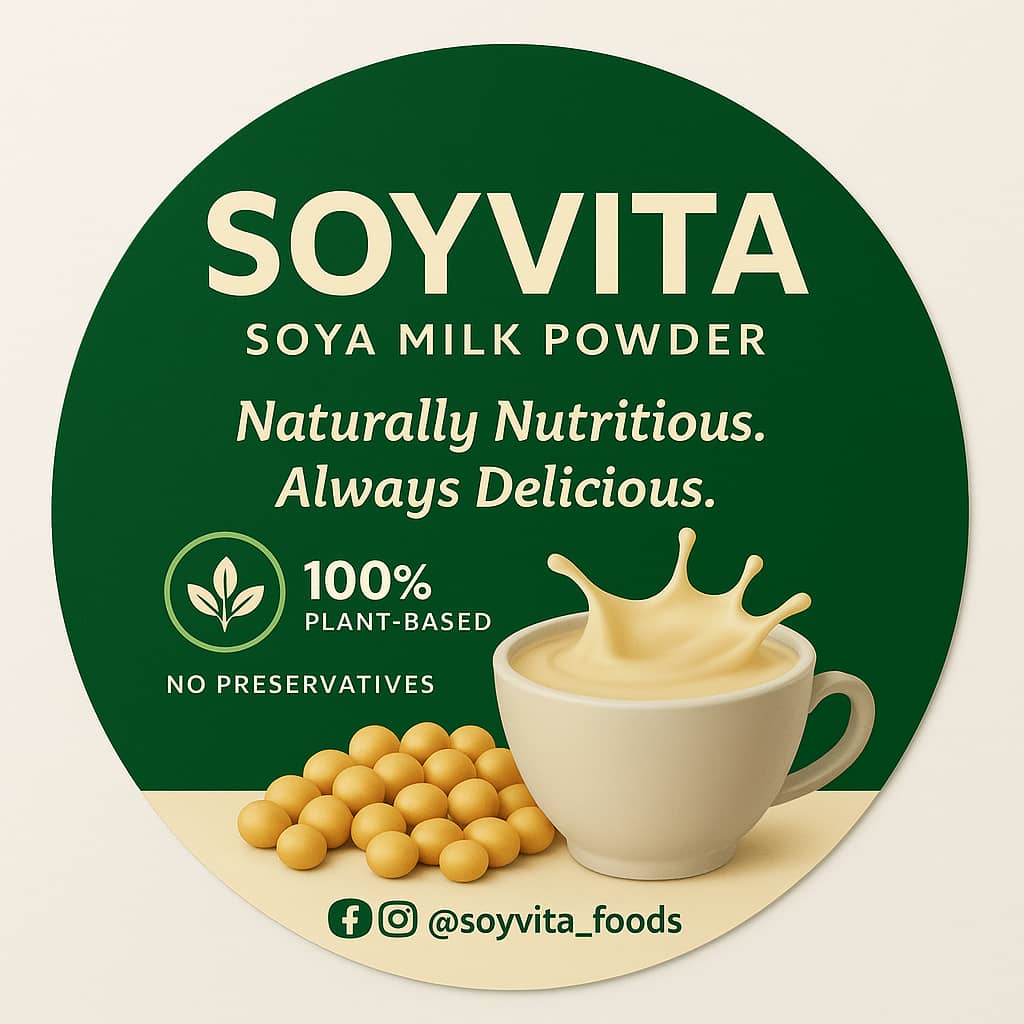 SOYVITA
SOYA MILK POWDER
Naturally Nutritious.
Always Delicious.
100%
PLANT-BASED
NO PRESERVATIVES
@soyvita_foods